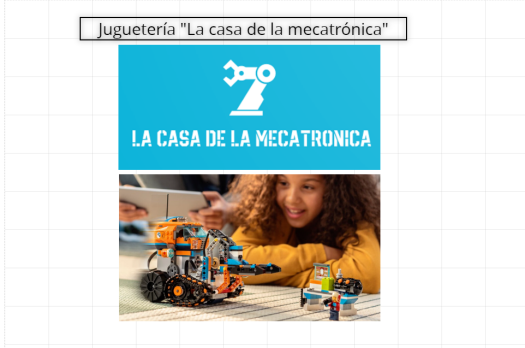 Juguetería "La casa de la mecatrónica"
LA CASA DE LA MECATRONICA